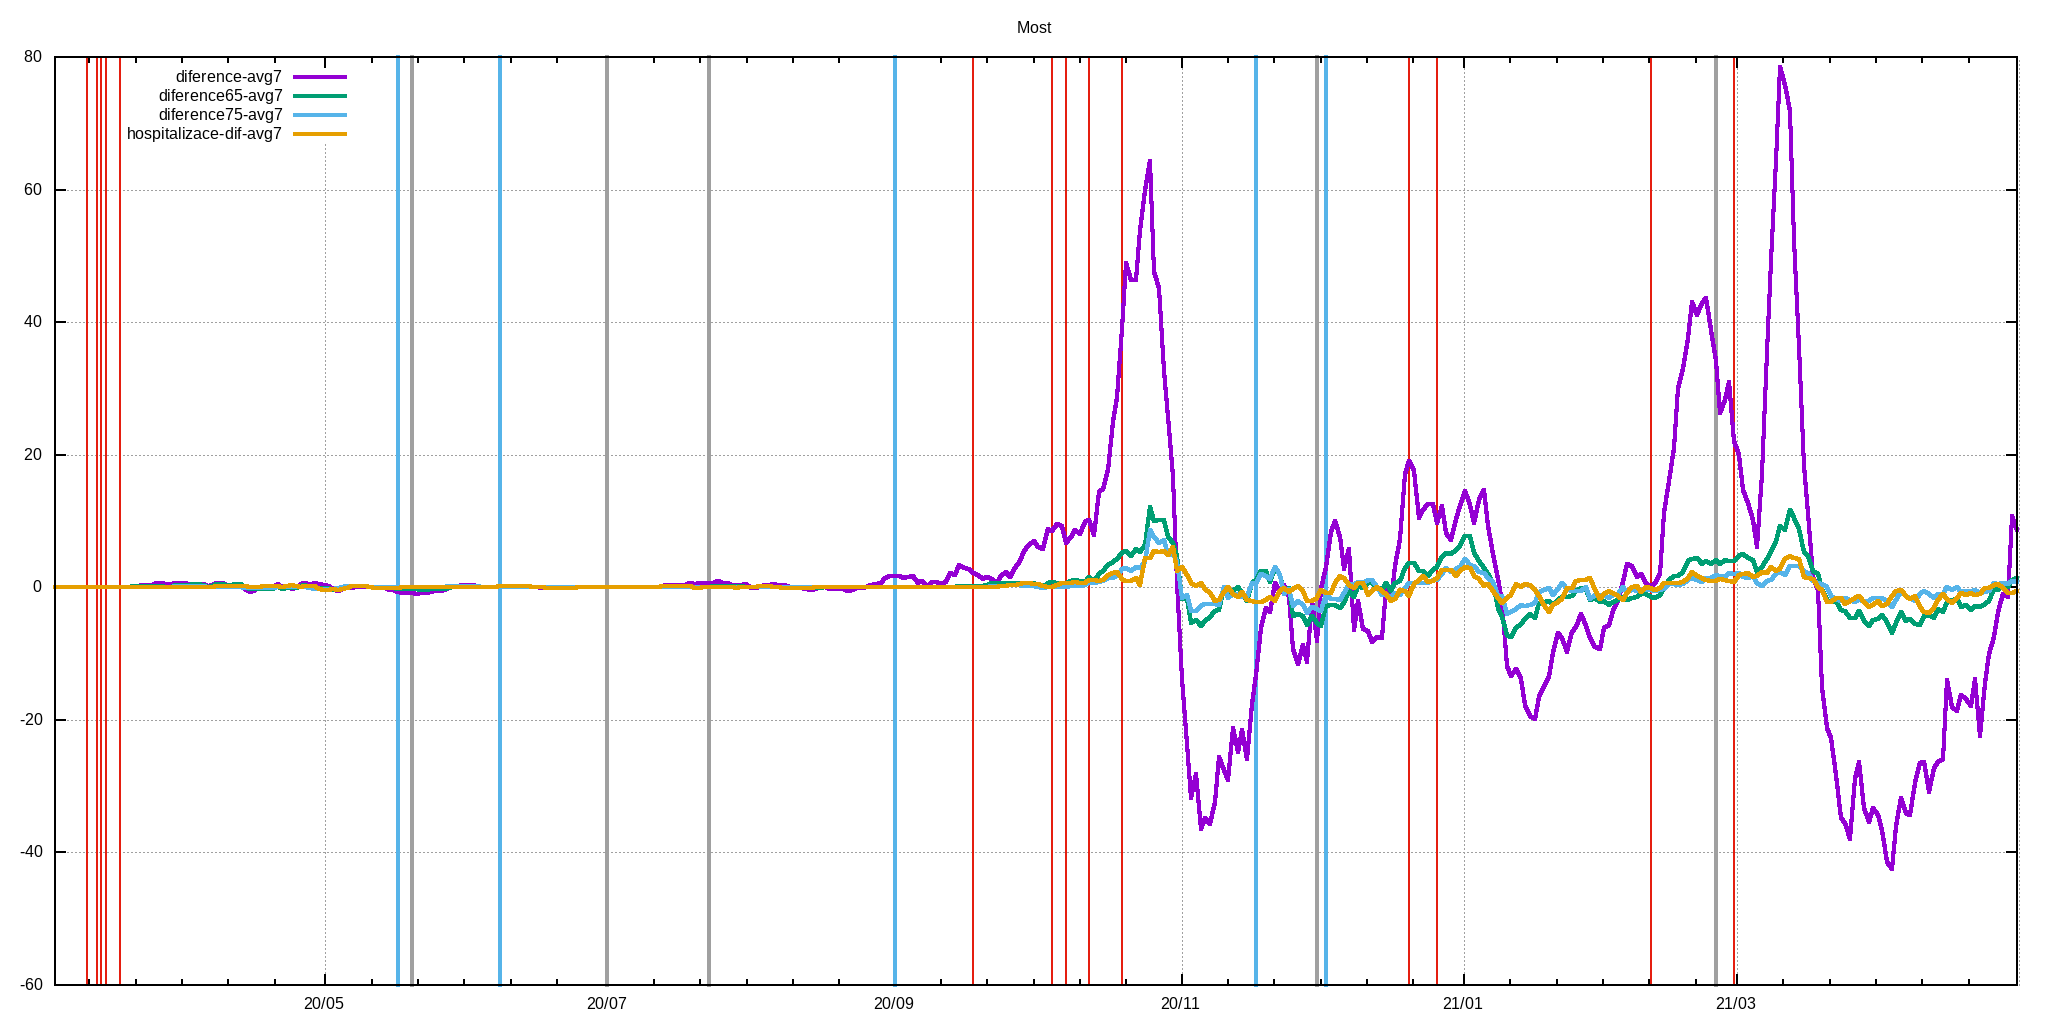 Most
80
diference-avg7
diference65-avg7
diference75-avg7
hospitalizace-dif-avg7
60
40
20
0
-20
-40
-60
20/05 20/07 20/09 20/11 21/01 21/03